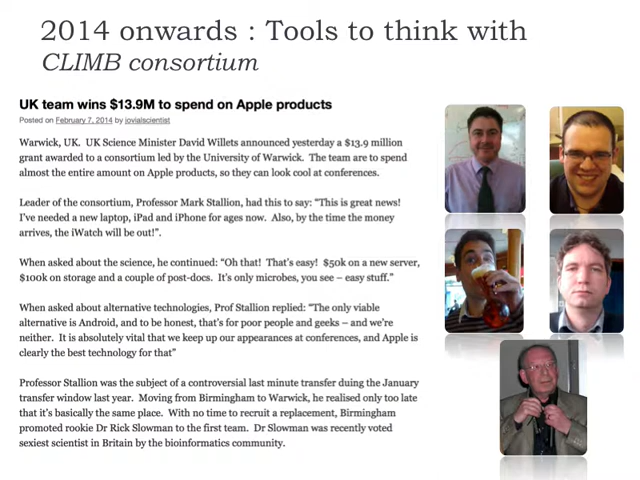 2014 onwards : Tools to think with
CLIMB consortium
UK team wins $13.9M to spend on Apple products
Posted on February 7, 2014 by jovialscientist
Warwick, UK. UK Science Minister David Willets announced yesterday a $13.9 million
grant awarded to a consortium led by the University of Warwick. The team are to spend
almost the entire amount on Apple products, so they can look cool at conferences.
Leader of the consortium, Professor Mark Stallion, had this to say: “This is great news!
I’ve needed a new laptop, iPad and iPhone for ages now. Also, by the time the money
arrives, the iWatch will be out!”.
When asked about the science, he continued: “Oh that! That’s easy! $50k on a new server,
$100k on storage and a couple of post-docs. It’s only microbes, you see – easy stuff.”
When asked about alternative technologies, Prof Stallion replied: “The only viable
alternative is Android, and to be honest, that’s for poor people and geeks – and we’re
neither. It is absolutely vital that we keep up our appearances at conferences, and Apple is
clearly the best technology for that”
Professor Stallion was the subject of a controversial last minute transfer duing the January
transfer window last year. Moving from Birmingham to Warwick, he realised only too late
that it’s basically the same place. With no time to recruit a replacement, Birmingham
promoted rookie Dr Rick Slowman to the first team. Dr Slowman was recently voted
sexiest scientist in Britain by the bioinformatics community.